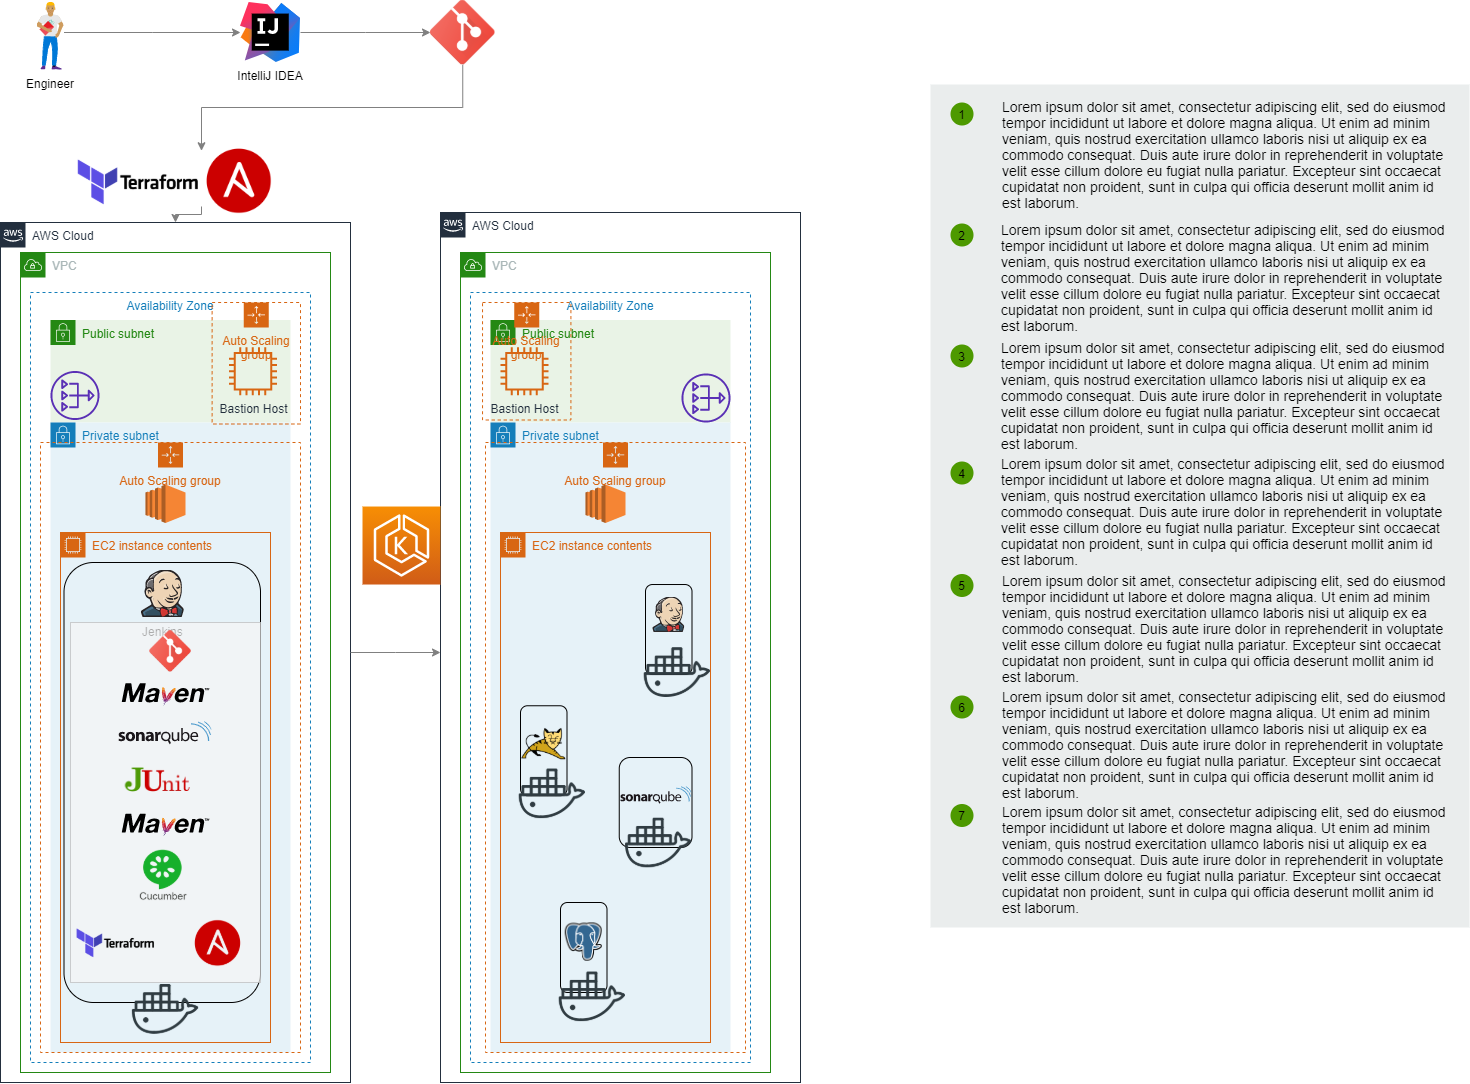 IJ
Engineer
IntelliJ IDEA
Terraform
aws
AWS Cloud
VPC
Availability Zone
Auto Scaling
group
Public subnet
Bastion Host
Private subnet
Auto Scaling group
EC2 instance contents
Jenkins
Maven™
sonarqube
JUnit
Maven™
Cucumber
Terraform
K
aws
AWS Cloud
VPC
Availability Zone
Public subnet
Auto Scaling
group
Bastion Host
Private subnet
Auto Scaling group
EC2 instance contents
sonarqube
1
Lorem ipsum dolor sit amet, consectetur adipiscing elit, sed do eiusmod
tempor incididunt ut labore et dolore magna aliqua. Ut enim ad minim
veniam, quis nostrud exercitation ullamco laboris nisi ut aliquip ex ea
commodo consequat. Duis aute irure dolor in reprehenderit in voluptate
velit esse cillum dolore eu fugiat nulla pariatur. Excepteur sint occaecat
cupidatat non proident, sunt in culpa qui officia deserunt mollit anim id
est laborum.
2
Lorem ipsum dolor sit amet, consectetur adipiscing elit, sed do eiusmod
tempor incididunt ut labore et dolore magna aliqua. Ut enim ad minim
veniam, quis nostrud exercitation ullamco laboris nisi ut aliquip ex ea
commodo consequat. Duis aute irure dolor in reprehenderit in voluptate
velit esse cillum dolore eu fugiat nulla pariatur. Excepteur sint occaecat
cupidatat non proident, sunt in culpa qui officia deserunt mollit anim id
est laborum.
3
Lorem ipsum dolor sit amet, consectetur adipiscing elit, sed do eiusmod
tempor incididunt ut labore et dolore magna aliqua. Ut enim ad minim
veniam, quis nostrud exercitation ullamco laboris nisi ut aliquip ex ea
commodo consequat. Duis aute irure dolor in reprehenderit in voluptate
velit esse cillum dolore eu fugiat nulla pariatur. Excepteur sint occaecat
cupidatat non proident, sunt in culpa qui officia deserunt mollit anim id
est laborum.
4
Lorem ipsum dolor sit amet, consectetur adipiscing elit, sed do eiusmod
tempor incididunt ut labore et dolore magna aliqua. Ut enim ad minim
veniam, quis nostrud exercitation ullamco laboris nisi ut aliquip ex ea
commodo consequat. Duis aute irure dolor in reprehenderit in voluptate
velit esse cillum dolore eu fugiat nulla pariatur. Excepteur sint occaecat
cupidatat non proident, sunt in culpa qui officia deserunt mollit anim id
est laborum.
5
Lorem ipsum dolor sit amet, consectetur adipiscing elit, sed do eiusmod
tempor incididunt ut labore et dolore magna aliqua. Ut enim ad minim
veniam, quis nostrud exercitation ullamco laboris nisi ut aliquip ex ea
commodo consequat. Duis aute irure dolor in reprehenderit in voluptate
velit esse cillum dolore eu fugiat nulla pariatur. Excepteur sint occaecat
cupidatat non proident, sunt in culpa qui officia deserunt mollit anim id
est laborum.
6
Lorem ipsum dolor sit amet, consectetur adipiscing elit, sed do eiusmod
tempor incididunt ut labore et dolore magna aliqua. Ut enim ad minim
veniam, quis nostrud exercitation ullamco laboris nisi ut aliquip ex ea
commodo consequat. Duis aute irure dolor in reprehenderit in voluptate
velit esse cillum dolore eu fugiat nulla pariatur. Excepteur sint occaecat
cupidatat non proident, sunt in culpa qui officia deserunt mollit anim id
est laborum.
7
Lorem ipsum dolor sit amet, consectetur adipiscing elit, sed do eiusmod
tempor incididunt ut labore et dolore magna aliqua. Ut enim ad minim
veniam, quis nostrud exercitation ullamco laboris nisi ut aliquip ex ea
commodo consequat. Duis aute irure dolor in reprehenderit in voluptate
velit esse cillum dolore eu fugiat nulla pariatur. Excepteur sint occaecat
cupidatat non proident, sunt in culpa qui officia deserunt mollit anim id
est laborum.